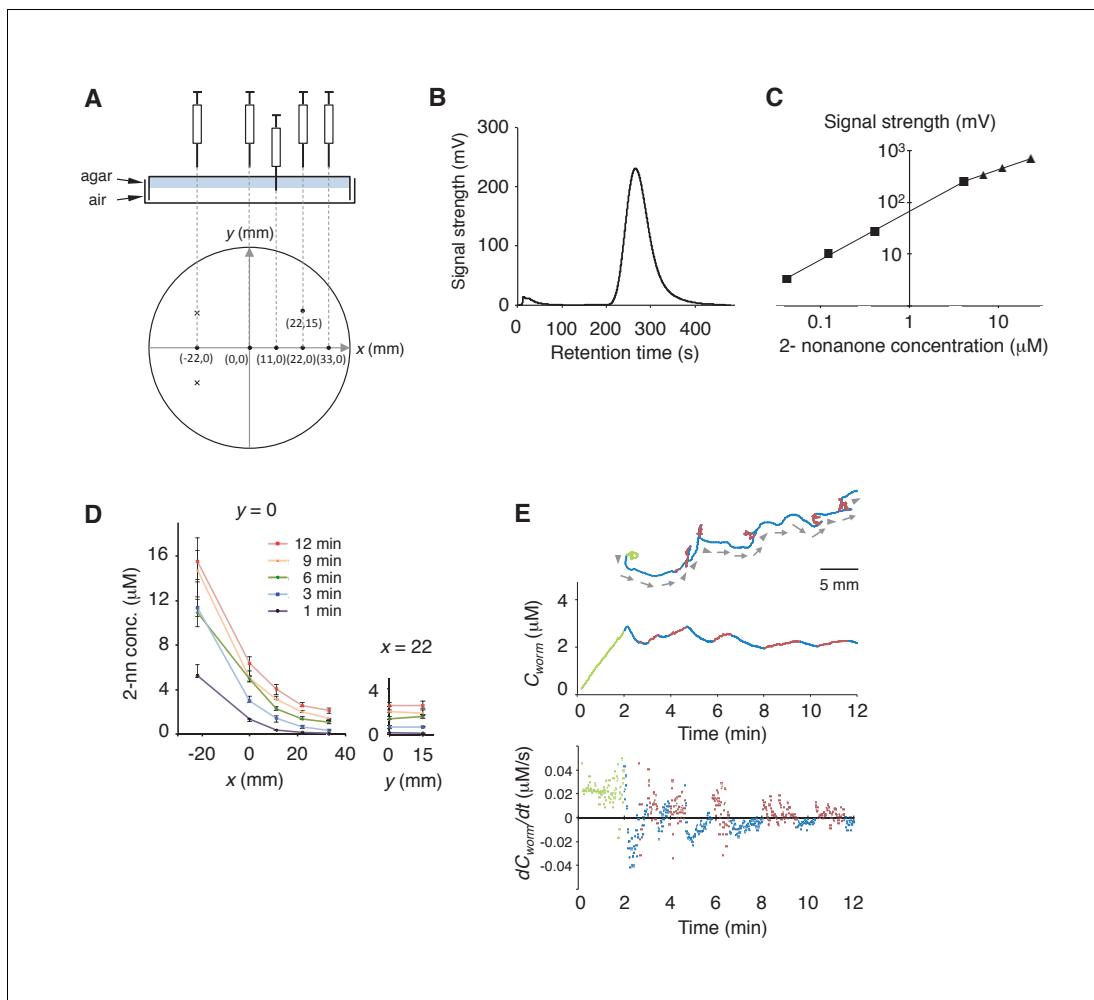 A
agar
air
y (mm)
x (mm)
(22,15)
(-22,0)
(0,0)
(11,0)
(22,0)
(33,0)
B
Signal strength (mV)
300
200
100
0
0
200
400
Retention time (s)
C
Signal strength (mV)
10³
10²
10
0.1
1
10
2- nonanone concentration (μM)
D
y = 0
2-nn conc. (μM)
16
12
8
4
0
12 min
9 min
6 min
3 min
1 min
-20
0
20
40
x (mm)
x = 22
4
0
0
15
y (mm)
E
5 mm
C worm (μM)
4
2
0
0
2
4
6
8
10
12
Time (min)
dC worm/dt (μM/s)
0.04
0.02
0
-0.02
-0.04
0
2
4
6
8
10
12
Time (min)